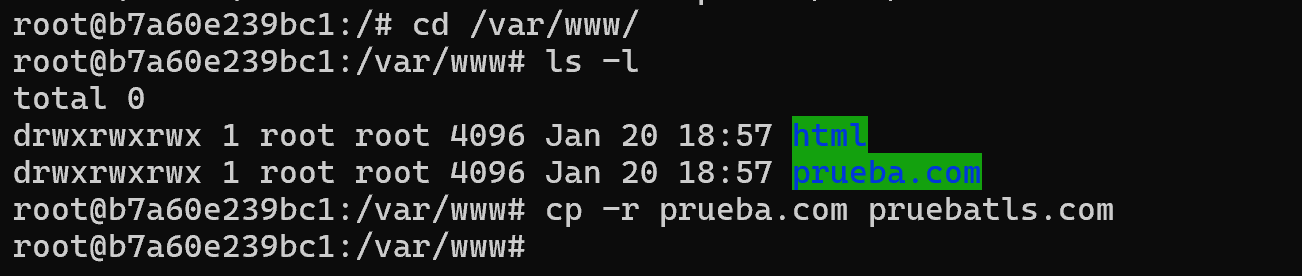 root@b7a60e239bc1:/# cd /var/www/
root@b7a60e239bc1:/var/www# ls -l
total 0
drwxrwxrwx 1 root root 4096 Jan 20 18:57 html
drwxrwxrwx 1 root root 4096 Jan 20 18:57 prueba.com
root@b7a60e239bc1:/var/www# cp -r prueba.com pruebatls.com
root@b7a60e239bc1:/var/www#